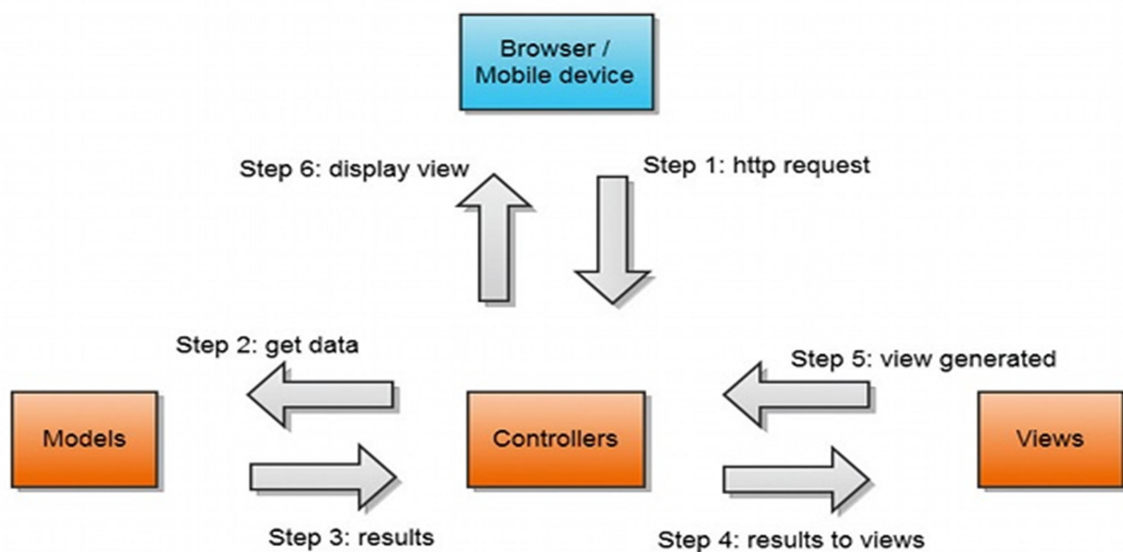 Browser /
Mobile device
Step 6: display view
Step 1: http request
Step 2: get data
Step 5: view generated
Models
Controllers
Views
Step 3: results
Step 4: results to views